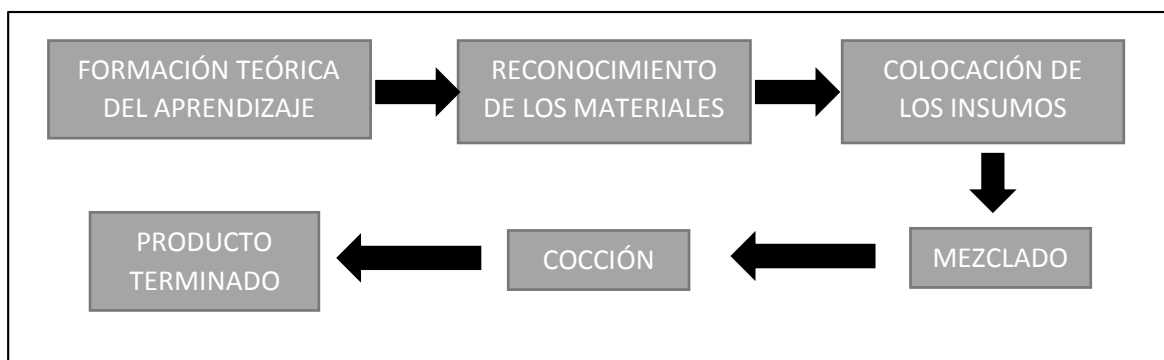 FORMACIÓN TEÓRICA
DEL APRENDIZAJE
RECONOCIMIENTO
DE LOS MATERIALES
COLOCACIÓN DE
LOS INSUMOS
MEZCLADO
COCCIÓN
PRODUCTO
TERMINADO